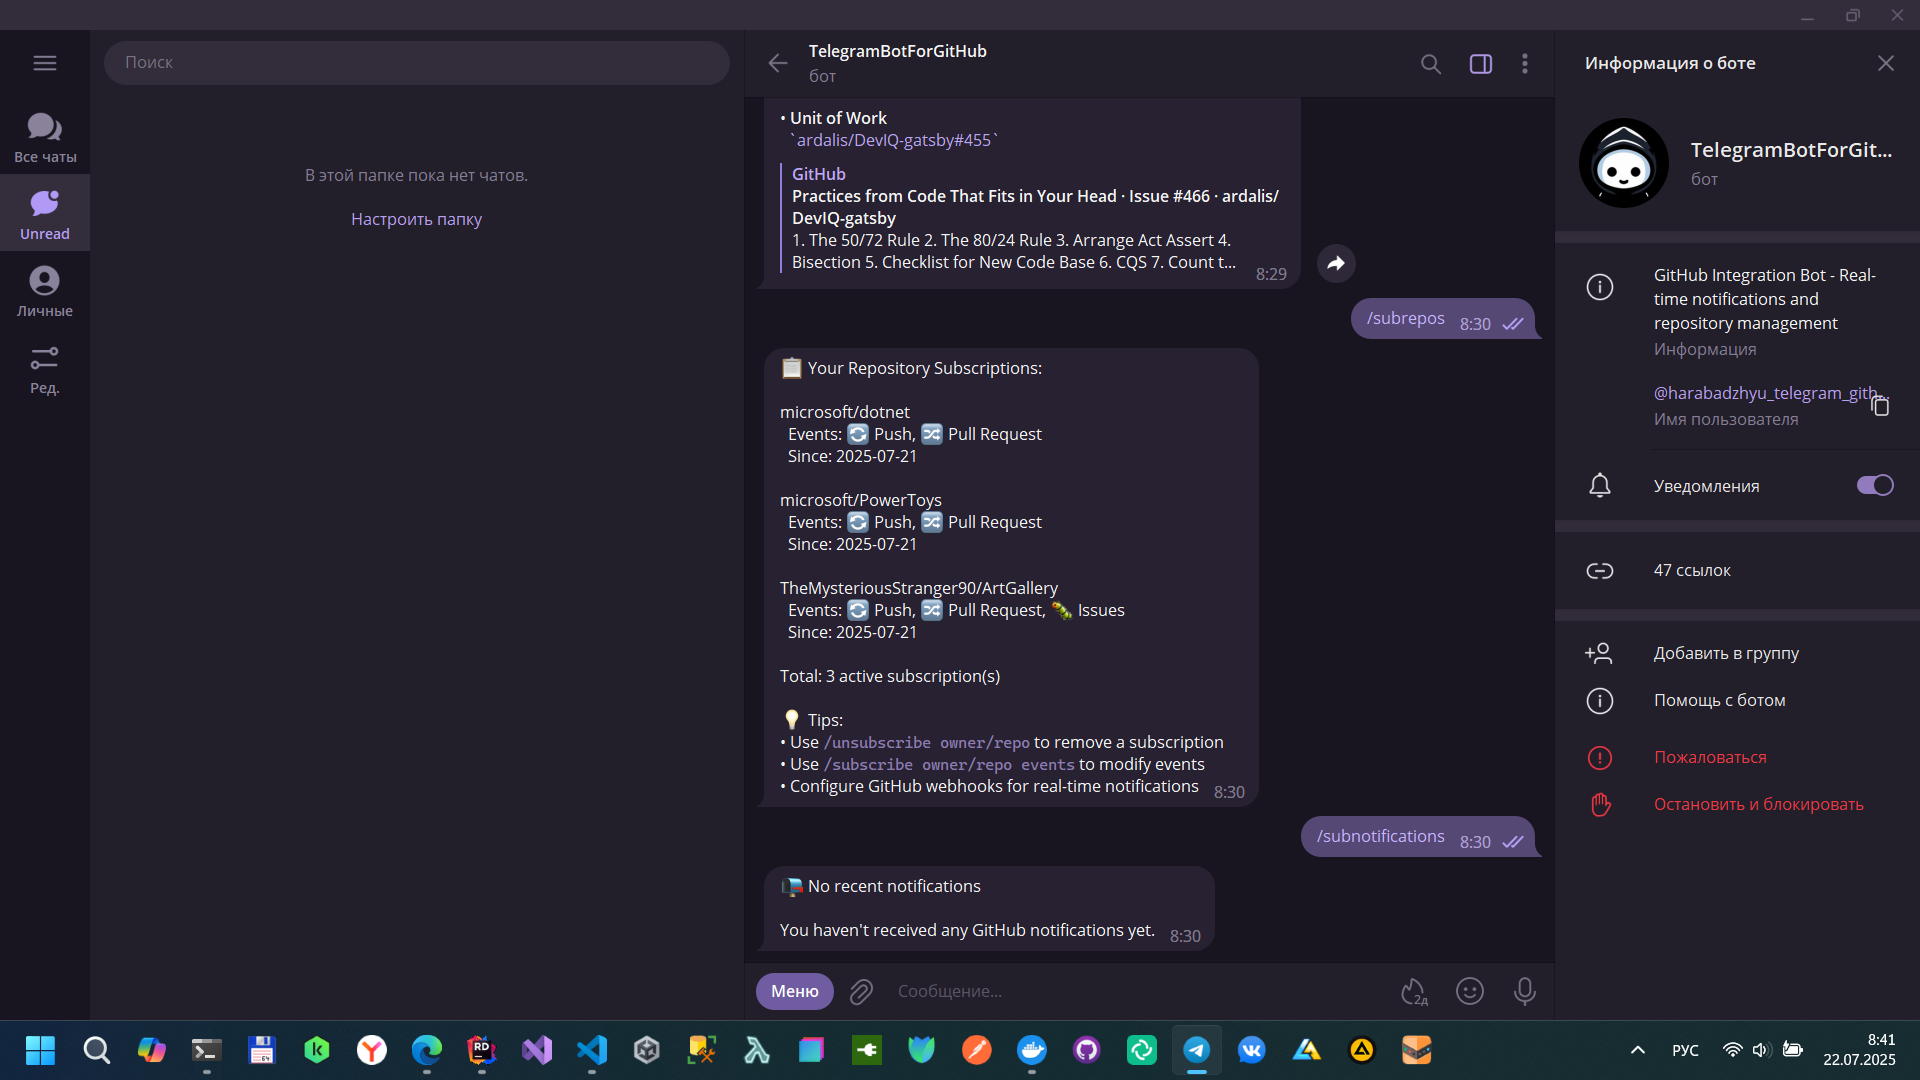 Поиск
Все чаты
Unread
Личные
Ред.
В этой папке пока нет чатов.
Настроить папку
TelegramBotForGitHub
бот
• Unit of Work
`ardalis/DevIQ-gatsby#455`
GitHub
Practices from Code That Fits in Your Head · Issue #466 · ardalis/
DevIQ-gatsby
1. The 50/72 Rule 2. The 80/24 Rule 3. Arrange Act Assert 4.
Bisection 5. Checklist for New Code Base 6. CQS 7. Count t...
8:29
/subrepos 8:30
Your Repository Subscriptions:
microsoft/dotnet
Events: Push, Pull Request
Since: 2025-07-21
microsoft/PowerToys
Events: Push, Pull Request
Since: 2025-07-21
TheMysteriousStranger90/ArtGallery
Events: Push, Pull Request, Issues
Since: 2025-07-21
Total: 3 active subscription(s)
Tips:
• Use /unsubscribe owner/repo to remove a subscription
• Use /subscribe owner/repo events to modify events
• Configure GitHub webhooks for real-time notifications 8:30
/subnotifications 8:30
No recent notifications
You haven't received any GitHub notifications yet. 8:30
Меню
Сообщение...
2д
Информация о боте
TelegramBotForGit...
бот
GitHub Integration Bot - Real-
time notifications and
repository management
Информация
@harabadzhyu_telegram_gith...
Имя пользователя
Уведомления
47 ссылок
Добавить в группу
Помощь с ботом
Пожаловаться
Остановить и блокировать
64
k
RD
РУС
8:41
22.07.2025